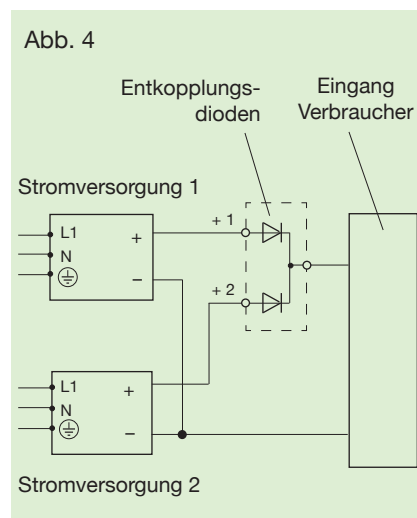 Abb. 4
Entkopplungs-
dioden
Eingang
Verbraucher
Stromversorgung 1
L1
N
+
−
+ 1
+ 2
L1
N
+
−
Stromversorgung 2